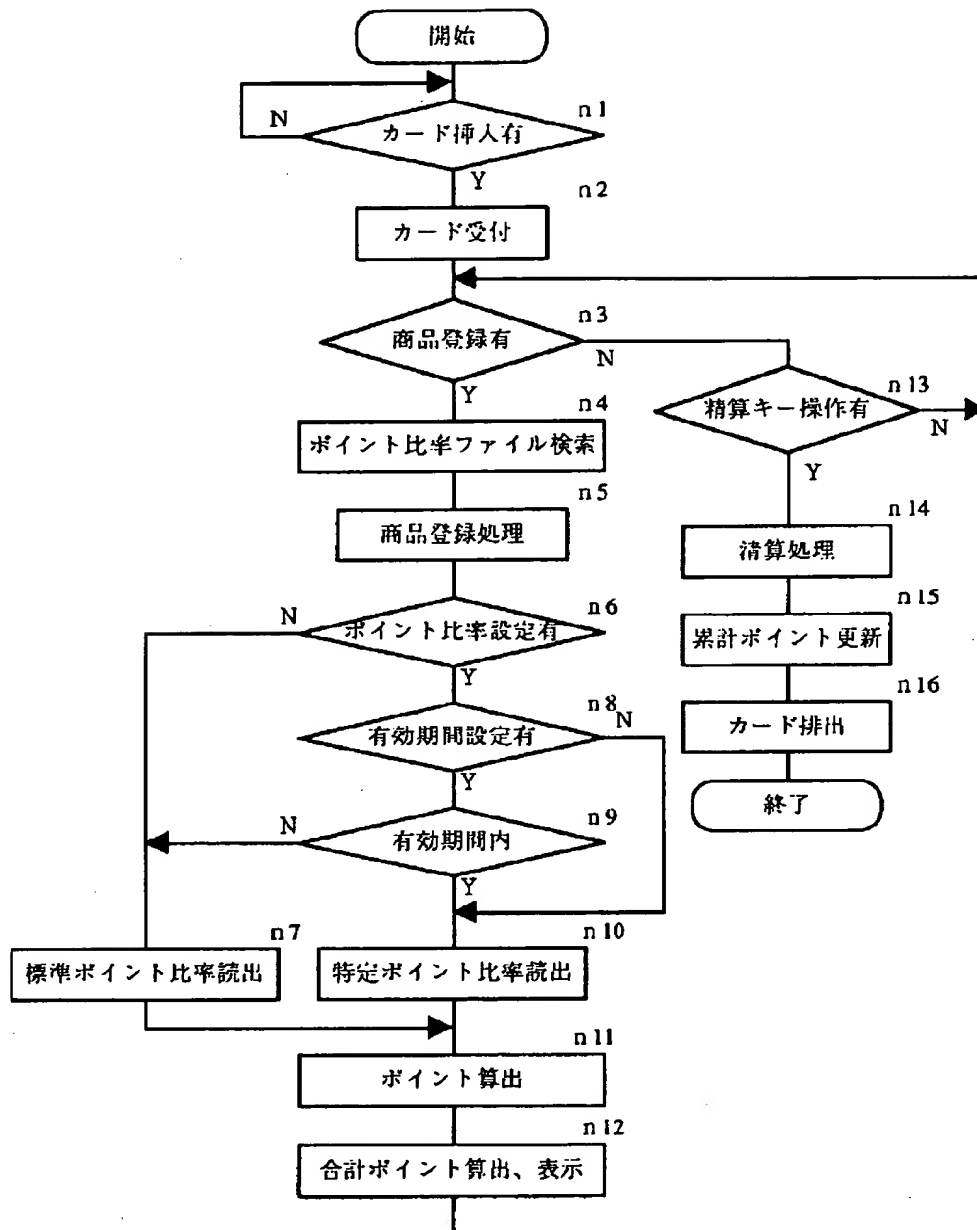 開始
n1
N
カード挿入有
Y
n2
カード受付
n3
商品登録有
N
Y
n13
精算キー操作有
N
Y
n4
ポイント比率ファイル検索
n5
商品登録処理
n14
清算処理
n6
N
ポイント比率設定有
Y
n15
累計ポイント更新
n8
有効期間設定有
N
Y
n16
カード排出
終了
n9
N
有効期間内
Y
n7
標準ポイント比率読出
n10
特定ポイント比率読出
n11
ポイント算出
n12
合計ポイント算出、表示